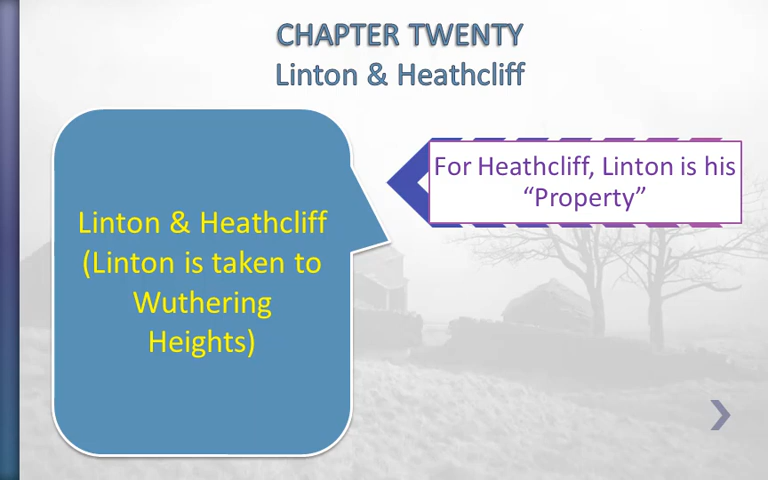 CHAPTER TWENTY
Linton & Heathcliff
Linton & Heathcliff
(Linton is taken to
Wuthering
Heights)
For Heathcliff, Linton is his
“Property”